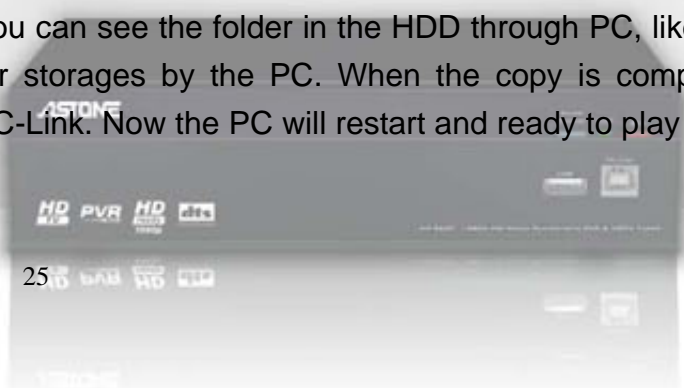 ou can see the folder in the HDD through PC, like
r storages by the PC. When the copy is comp
ASTONE
C-Link. Now the PC will restart and ready to play
HD TV PVR HD dts
25